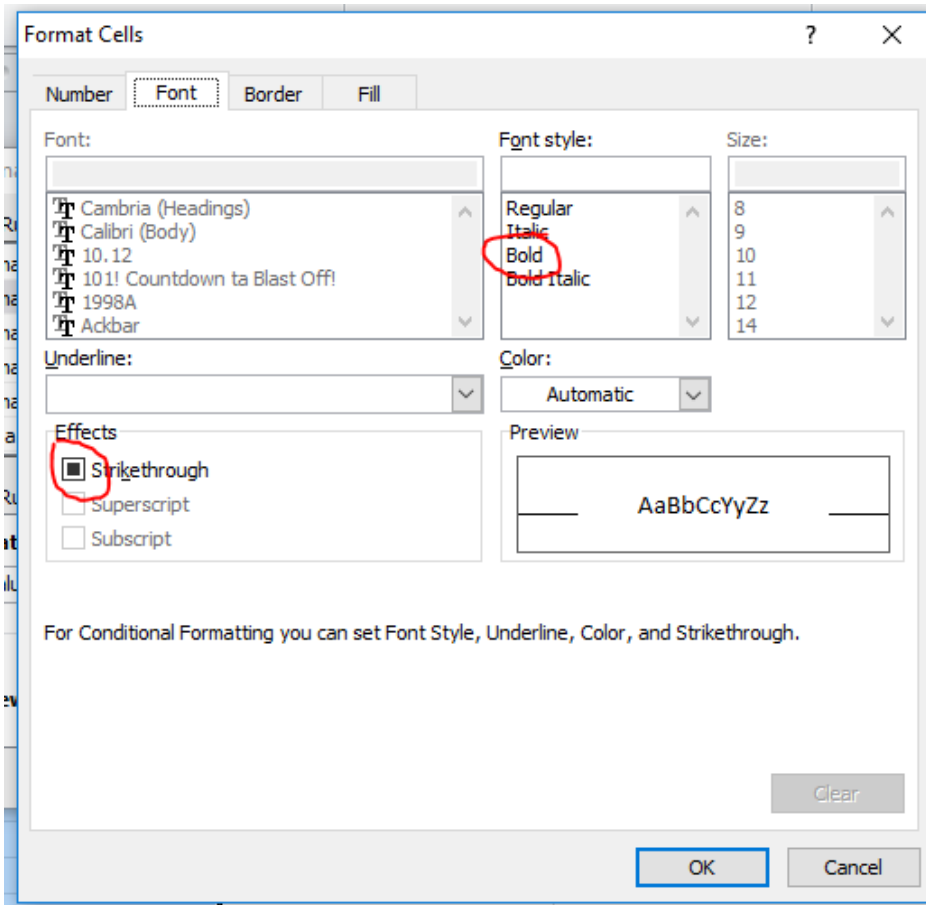 Format Cells ? X
Number Font Border Fill
Font: Font style: Size:
Cambria (Headings) Regular 8
Calibri (Body) Italic 9
10.12 Bold 10
101! Countdown ta Blast Off! Bold Italic 11
1998A 12
Ackbar 14
Underline: Color:
Automatic
Effects Preview
Strikethrough
Superscript AaBbCcYyZz
Subscript
For Conditional Formatting you can set Font Style, Underline, Color, and Strikethrough.
Clear
OK Cancel